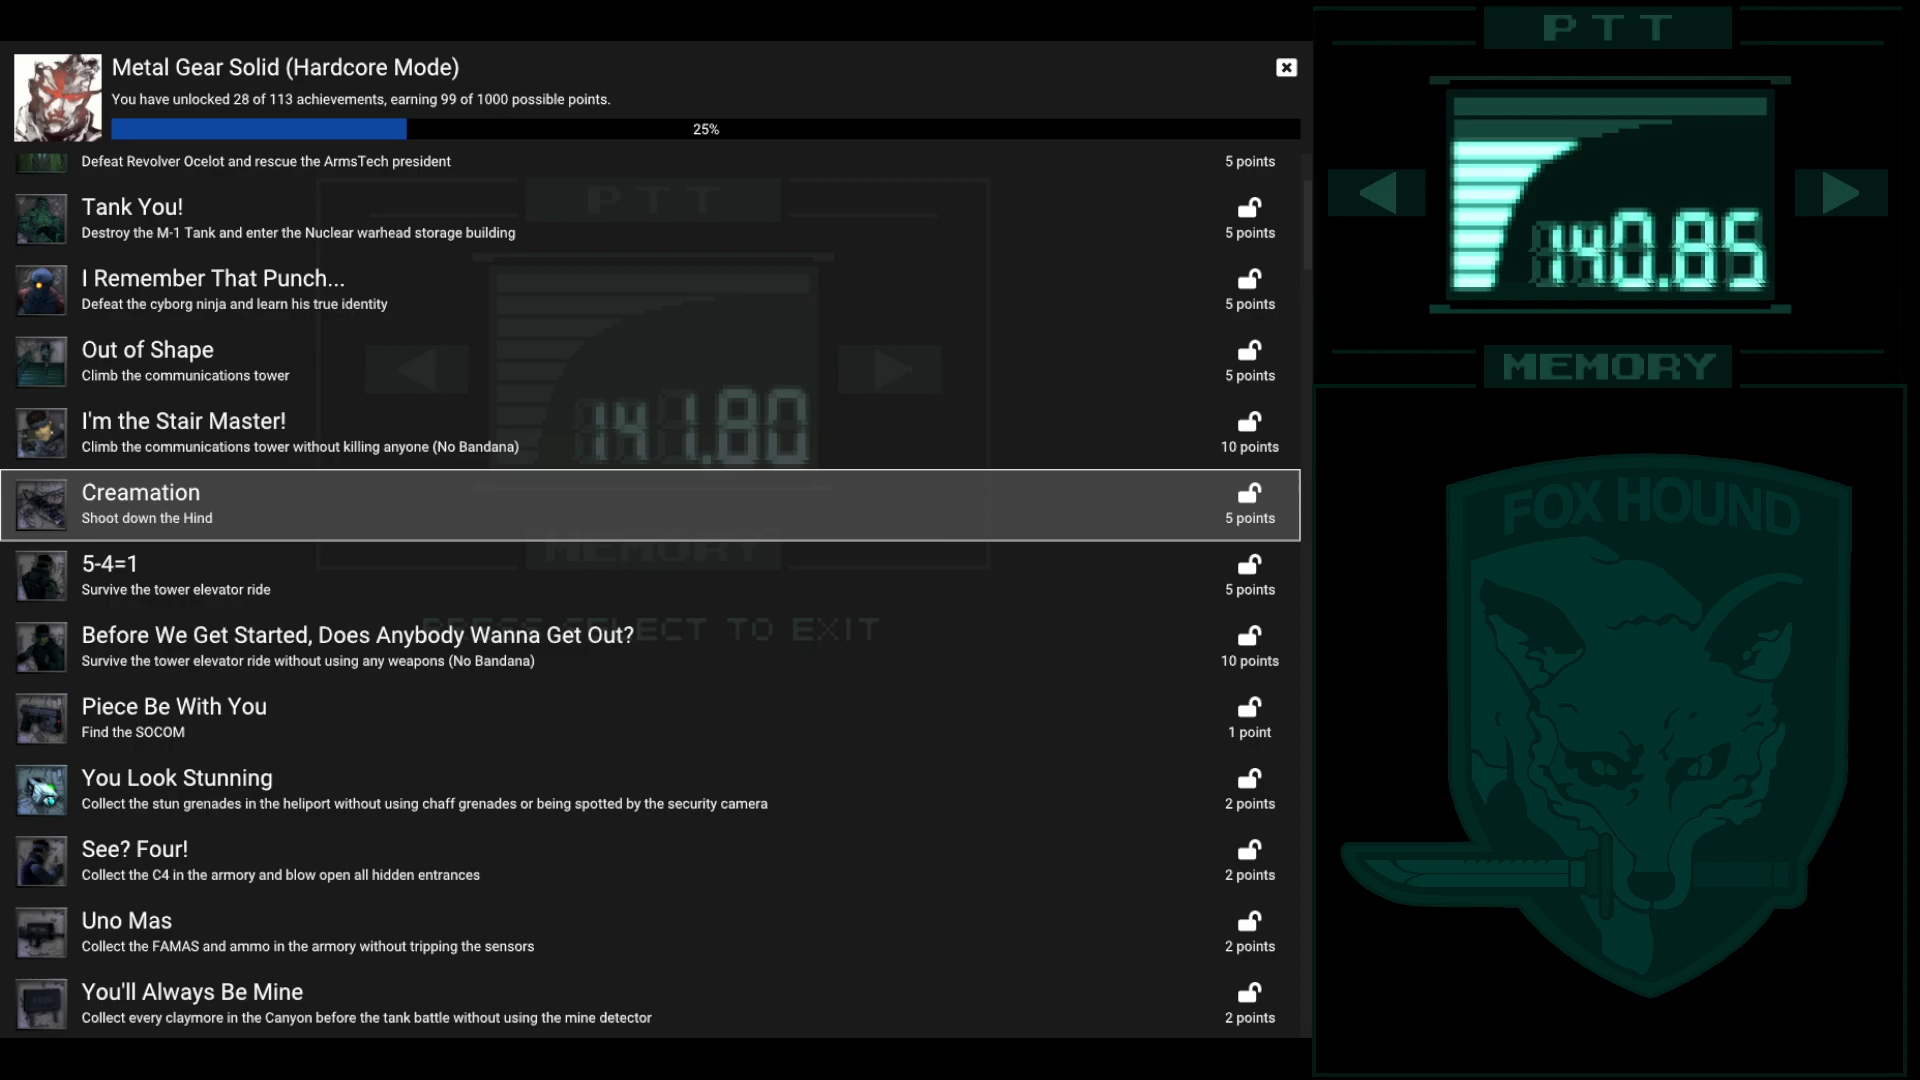 PTT
Metal Gear Solid (Hardcore Mode)
You have unlocked 28 of 113 achievements, earning 99 of 1000 possible points.
25%
Defeat Revolver Ocelot and rescue the ArmsTech president
5 points
Tank You!
Destroy the M-1 Tank and enter the Nuclear warhead storage building
5 points
I Remember That Punch...
Defeat the cyborg ninja and learn his true identity
5 points
Out of Shape
Climb the communications tower
5 points
I'm the Stair Master!
Climb the communications tower without killing anyone (No Bandana)
10 points
Creamation
Shoot down the Hind
5 points
5-4=1
Survive the tower elevator ride
5 points
Before We Get Started, Does Anybody Wanna Get Out?
Survive the tower elevator ride without using any weapons (No Bandana)
10 points
Piece Be With You
Find the SOCOM
1 point
You Look Stunning
Collect the stun grenades in the heliport without using chaff grenades or being spotted by the security camera
2 points
See? Four!
Collect the C4 in the armory and blow open all hidden entrances
2 points
Uno Mas
Collect the FAMAS and ammo in the armory without tripping the sensors
2 points
You'll Always Be Mine
Collect every claymore in the Canyon before the tank battle without using the mine detector
2 points
PTT
141.80
MEMORY
SELECT TO EXIT
140.85
MEMORY
FOX HOUND